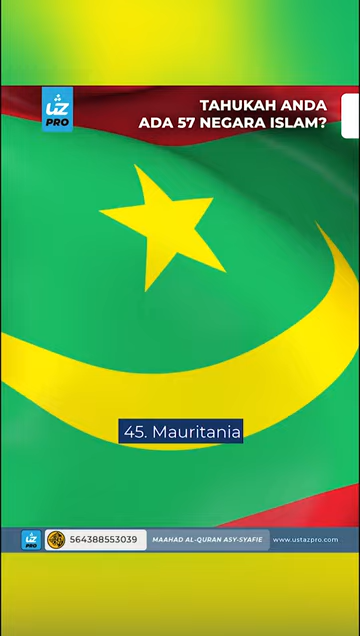 UZ
PRO
TAHUKAH ANDA
ADA 57 NEGARA ISLAM?
45. Mauritania
UZ
PRO
564388553039
MAAHAD AL-QURAN ASY-SYAFIE
www.ustazpro.com